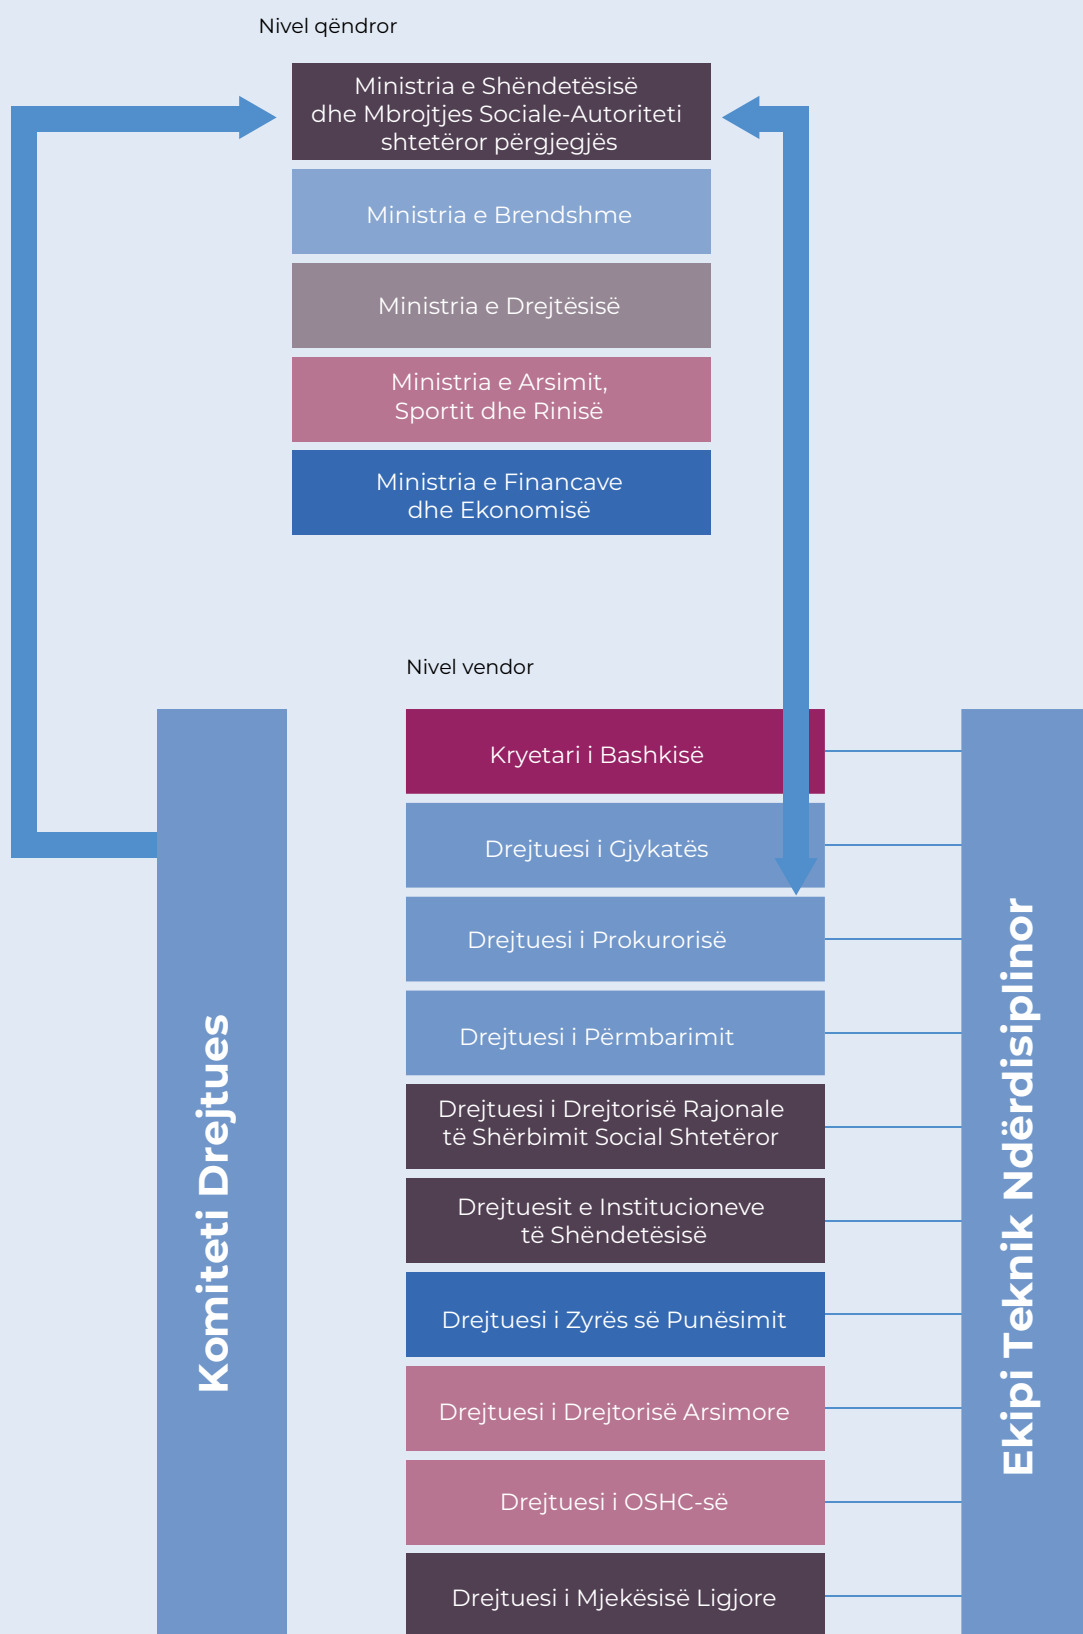 Nivel qëndror
Ministria e Shëndetësisë
dhe Mbrojtjes Sociale-Autoriteti
shtetëror përgjegjës
Ministria e Brendshme
Ministria e Drejtësisë
Ministria e Arsimit,
Sportit dhe Rinisë
Ministria e Financave
dhe Ekonomisë
Nivel vendor
Komiteti Drejtues
Kryetari i Bashkisë
Drejtuesi i Gjykatës
Drejtuesi i Prokurorisë
Drejtuesi i Përmbarimit
Drejtuesi i Drejtorisë Rajonale
të Shërbimit Social Shtetëror
Drejtuesit e Institucioneve
të Shëndetësisë
Drejtuesi i Zyrës së Punësimit
Drejtuesi i Drejtorisë Arsimore
Drejtuesi i OSHC-së
Drejtuesi i Mjekësisë Ligjore
Ekipi Teknik Ndërdisiplinor